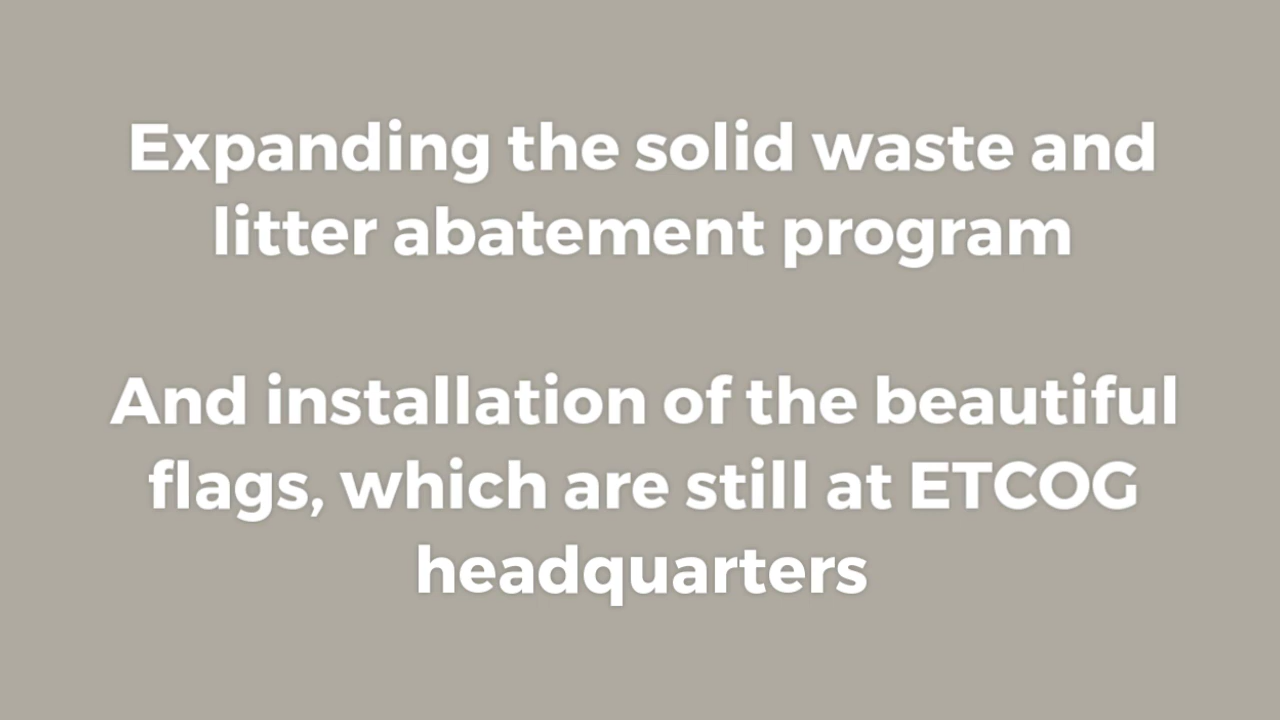 Expanding the solid waste and
litter abatement program
And installation of the beautiful
flags, which are still at ETCOG
headquarters